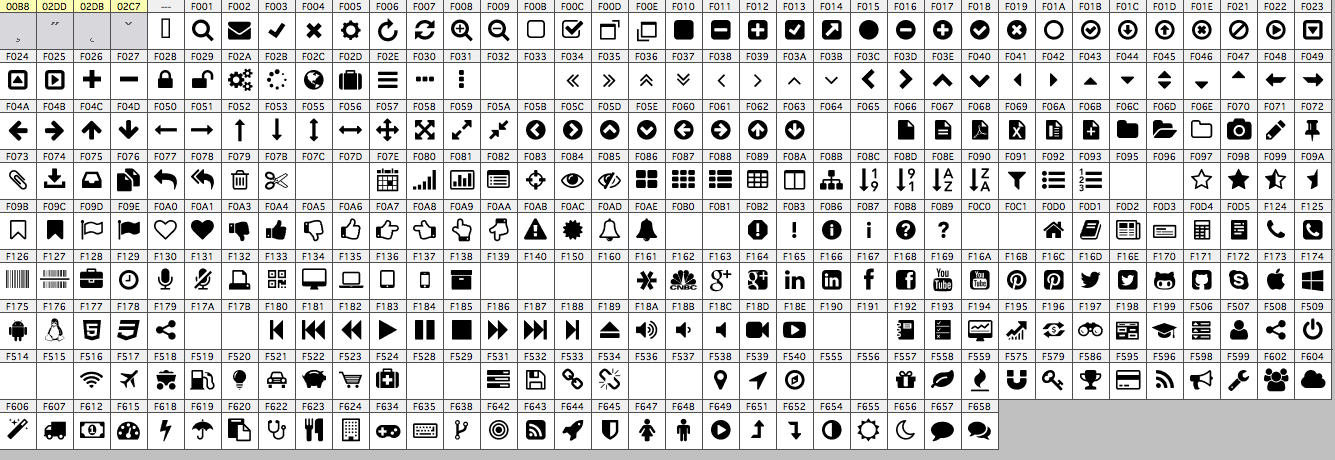 00B8 02DD 02DB 02C7 --- F001 F002 F003 F004 F005 F006 F007 F008 F009 F00B F00C F00D F00E F010 F011 F012 F013 F014 F015 F016 F017 F018 F019 F01A F01B F01C F01D F01E F021 F022 F023
F024 F025 F026 F027 F028 F029 F02A F02B F02C F02D F02E F030 F031 F032 F033 F034 F035 F036 F037 F038 F039 F03A F03B F03C F03D F03E F040 F041 F042 F043 F044 F045 F046 F047 F048 F049
F04A F04B F04C F04D F050 F051 F052 F053 F054 F055 F056 F057 F058 F059 F05A F05B F05C F05D F05E F060 F061 F062 F063 F064 F065 F066 F067 F068 F069 F06A F06B F06C F06D F06E F070 F071 F072
F073 F074 F075 F076 F077 F078 F079 F07B F07C F07D F07E F080 F081 F082 F083 F084 F085 F086 F087 F088 F089 F08A F08B F08C F08D F08E F090 F091 F092 F093 F095 F096 F097 F098 F099 F09A
1 9 9 1 A Z Z A 1 2 3
F09B F09C F09D F09E F0A0 F0A1 F0A3 F0A4 F0A5 F0A6 F0A7 F0A8 F0A9 F0AA F0AB F0AC F0AD F0AE F0B0 F0B1 F0B2 F0B3 F0B6 F0B7 F0B8 F0B9 F0C0 F0C1 F0D0 F0D1 F0D2 F0D3 F0D4 F0D5 F124 F125
! ! ! i i ? ?
F126 F127 F128 F129 F130 F131 F132 F133 F134 F135 F136 F137 F138 F139 F140 F150 F160 F161 F162 F163 F164 F165 F166 F167 F168 F169 F16A F16B F16C F16D F16E F170 F171 F172 F173 F174
CNBC g+ g+ in in f f You Tube You Tube
F175 F176 F177 F178 F179 F17A F17B F180 F181 F182 F183 F184 F185 F186 F187 F188 F189 F18A F18B F18C F18D F18E F190 F191 F192 F193 F194 F195 F196 F197 F198 F199 F506 F507 F508 F509
F514 F515 F516 F517 F518 F519 F520 F521 F522 F523 F524 F527 F529 F531 F532 F533 F534 F536 F537 F538 F539 F540 F555 F556 F557 F558 F559 F575 F579 F586 F595 F596 F599 F602 F604
F606 F607 F612 F615 F618 F619 F620 F622 F623 F624 F634 F635 F638 F642 F643 F644 F645 F647 F648 F649 F651 F652 F654 F655 F656 F657 F658